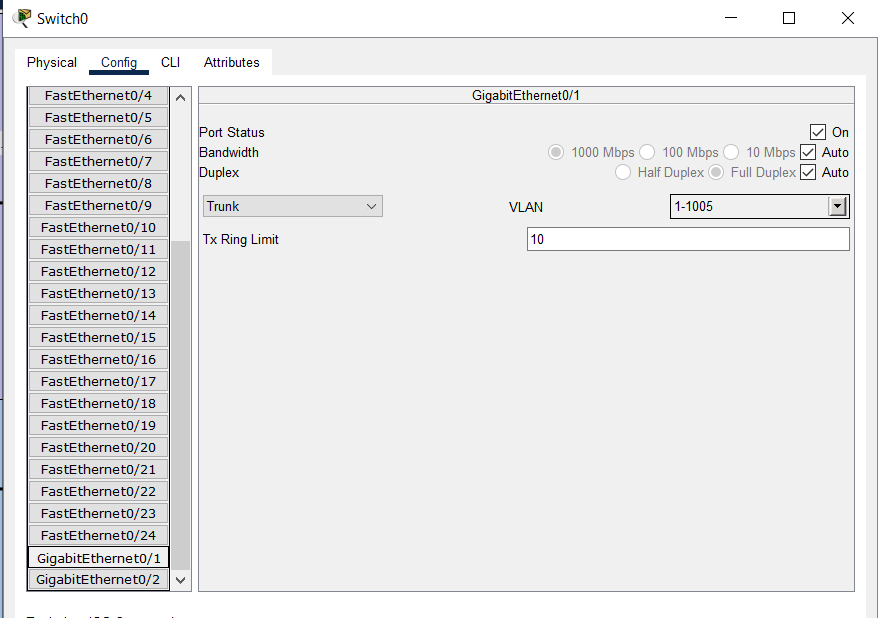 Switch0
Physical Config CLI Attributes
FastEthernet0/4
FastEthernet0/5
FastEthernet0/6
FastEthernet0/7
FastEthernet0/8
FastEthernet0/9
FastEthernet0/10
FastEthernet0/11
FastEthernet0/12
FastEthernet0/13
FastEthernet0/14
FastEthernet0/15
FastEthernet0/16
FastEthernet0/17
FastEthernet0/18
FastEthernet0/19
FastEthernet0/20
FastEthernet0/21
FastEthernet0/22
FastEthernet0/23
FastEthernet0/24
GigabitEthernet0/1
GigabitEthernet0/2
GigabitEthernet0/1
Port Status On
Bandwidth 1000 Mbps 100 Mbps 10 Mbps Auto
Duplex Half Duplex Full Duplex Auto
Trunk VLAN 1-1005
Tx Ring Limit 10